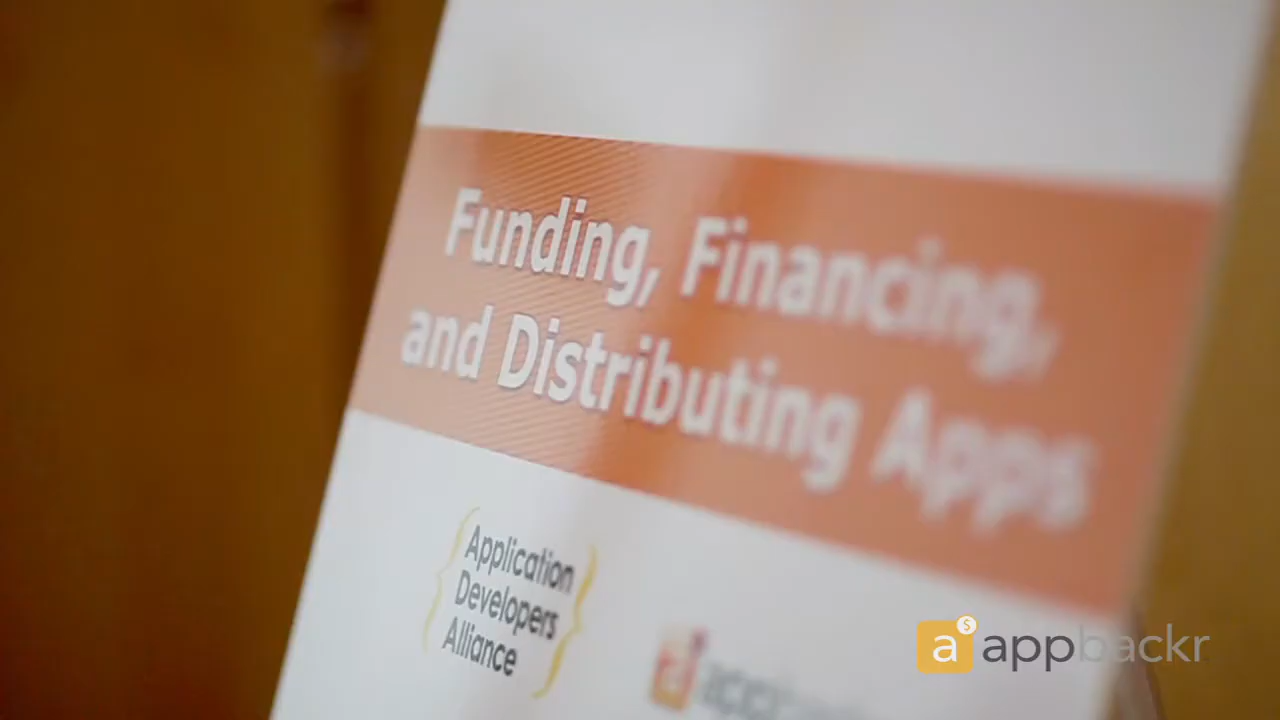 Funding, Financing,
and Distributing Apps
Application
Developers
Alliance
a$ appbackr